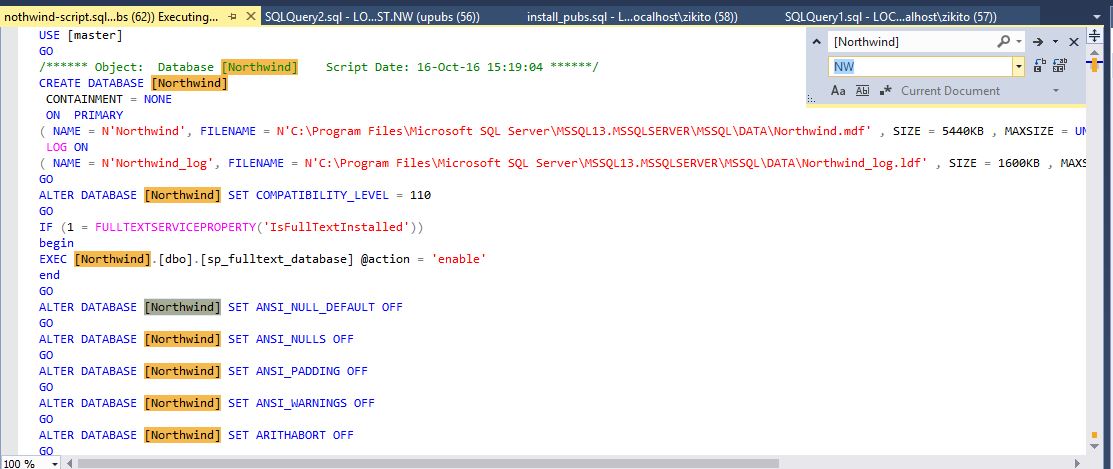 nothwind-script.sql...bs (62)) Executing...
SQLQuery2.sql - LO...ST.NW (upubs (56))
install_pubs.sql - L...ocalhost\zikito (58))
SQLQuery1.sql - LOC...alhost\zikito (57))
[Northwind]
NW
Aa Ab| .* Current Document
USE [master]
GO
/****** Object:  Database [Northwind]    Script Date: 16-Oct-16 15:19:04 ******/
CREATE DATABASE [Northwind]
CONTAINMENT = NONE
ON  PRIMARY
( NAME = N'Northwind', FILENAME = N'C:\Program Files\Microsoft SQL Server\MSSQL13.MSSQLSERVER\MSSQL\DATA\Northwind.mdf' , SIZE = 5440KB , MAXSIZE = UN
LOG ON
( NAME = N'Northwind_log', FILENAME = N'C:\Program Files\Microsoft SQL Server\MSSQL13.MSSQLSERVER\MSSQL\DATA\Northwind_log.ldf' , SIZE = 1600KB , MAXS
GO
ALTER DATABASE [Northwind] SET COMPATIBILITY_LEVEL = 110
GO
IF (1 = FULLTEXTSERVICEPROPERTY('IsFullTextInstalled'))
begin
EXEC [Northwind].[dbo].[sp_fulltext_database] @action = 'enable'
end
GO
ALTER DATABASE [Northwind] SET ANSI_NULL_DEFAULT OFF
GO
ALTER DATABASE [Northwind] SET ANSI_NULLS OFF
GO
ALTER DATABASE [Northwind] SET ANSI_PADDING OFF
GO
ALTER DATABASE [Northwind] SET ANSI_WARNINGS OFF
GO
ALTER DATABASE [Northwind] SET ARITHABORT OFF
GO
100 %